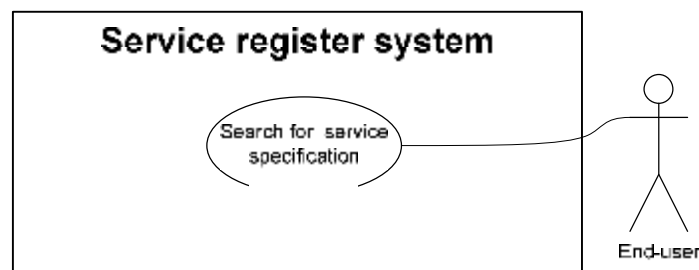 Service register system
Search for service
specification
End-user